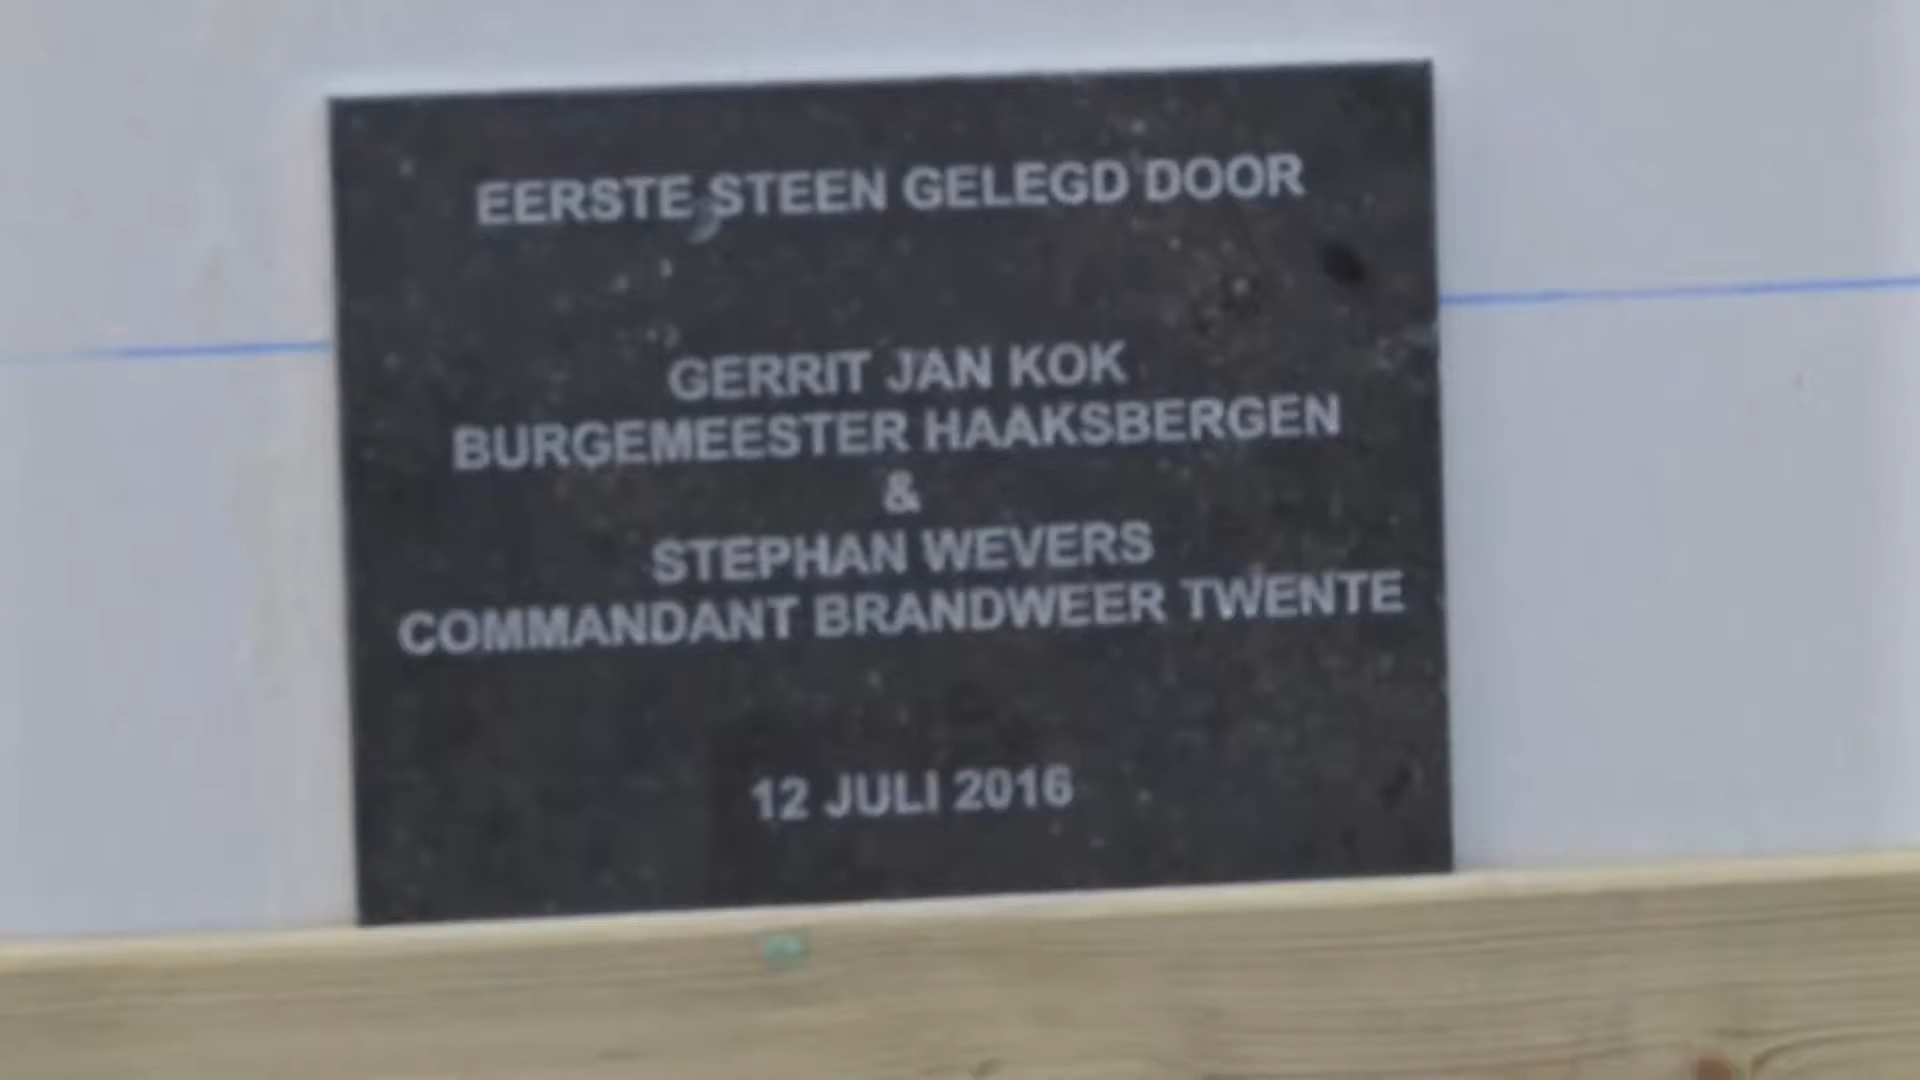 EERSTE STEEN GELEGD DOOR
GERRIT JAN KOK
BURGEMEESTER HAAKSBERGEN
&
STEPHAN WEVERS
COMMANDANT BRANDWEER TWENTE
12 JULI 2016